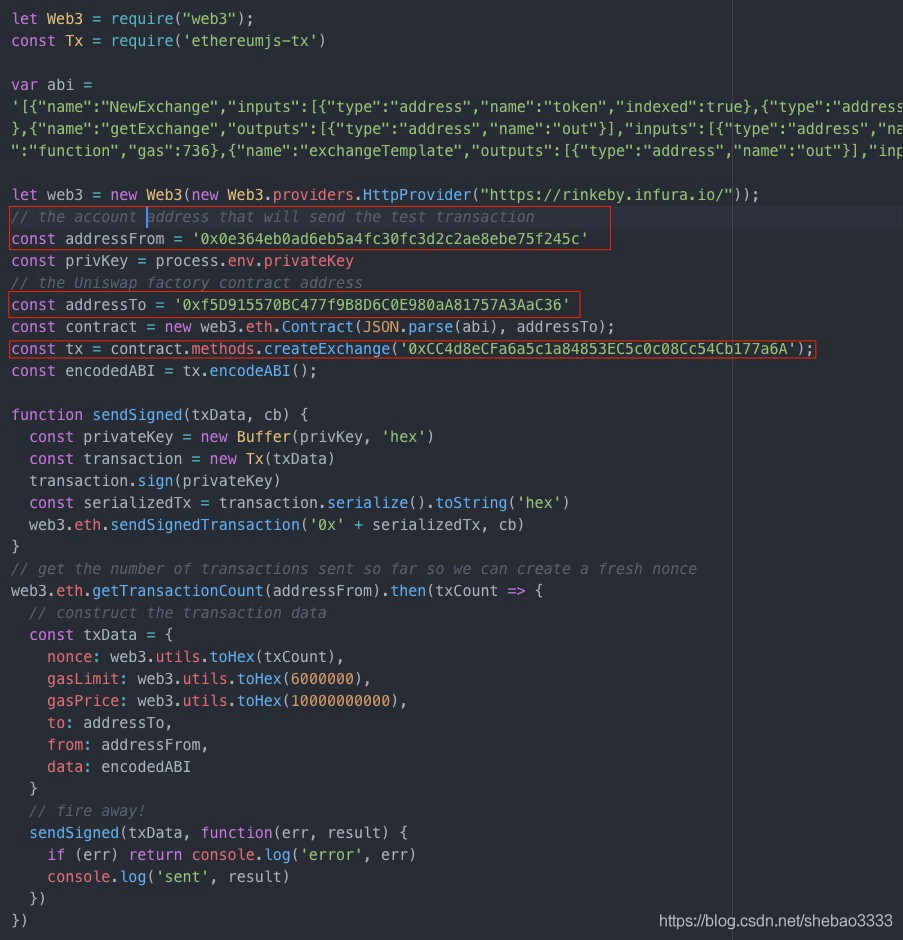 let Web3 = require("web3");
const Tx = require('ethereumjs-tx')
var abi =
'[{"name":"NewExchange","inputs":[{"type":"address","name":"token","indexed":true},{"type":"address
},{"name":"getExchange","outputs":[{"type":"address","name":"out"}],"inputs":[{"type":"address","na
":"function","gas":736},{"name":"exchangeTemplate","outputs":[{"type":"address","name":"out"}],"inp
let web3 = new Web3(new Web3.providers.HttpProvider("https://rinkeby.infura.io/"));
// the account address that will send the test transaction
const addressFrom = '0x0e364eb0ad6eb5a4fc30fc3d2c2ae8ebe75f245c'
const privKey = process.env.privateKey
// the Uniswap factory contract address
const addressTo = '0xf5D915570BC477f9B8D6C0E980aA81757A3AaC36'
const contract = new web3.eth.Contract(JSON.parse(abi), addressTo);
const tx = contract.methods.createExchange('0xCC4d8eCFa6a5c1a84853EC5c0c08Cc54Cb177a6A');
const encodedABI = tx.encodeABI();
function sendSigned(txData, cb) {
  const privateKey = new Buffer(privKey, 'hex')
  const transaction = new Tx(txData)
  transaction.sign(privateKey)
  const serializedTx = transaction.serialize().toString('hex')
  web3.eth.sendSignedTransaction('0x' + serializedTx, cb)
}
// get the number of transactions sent so far so we can create a fresh nonce
web3.eth.getTransactionCount(addressFrom).then(txCount => {
  // construct the transaction data
  const txData = {
    nonce: web3.utils.toHex(txCount),
    gasLimit: web3.utils.toHex(6000000),
    gasPrice: web3.utils.toHex(10000000000),
    to: addressTo,
    from: addressFrom,
    data: encodedABI
  }
  // fire away!
  sendSigned(txData, function(err, result) {
    if (err) return console.log('error', err)
    console.log('sent', result)
  })
})
https://blog.csdn.net/shebao3333